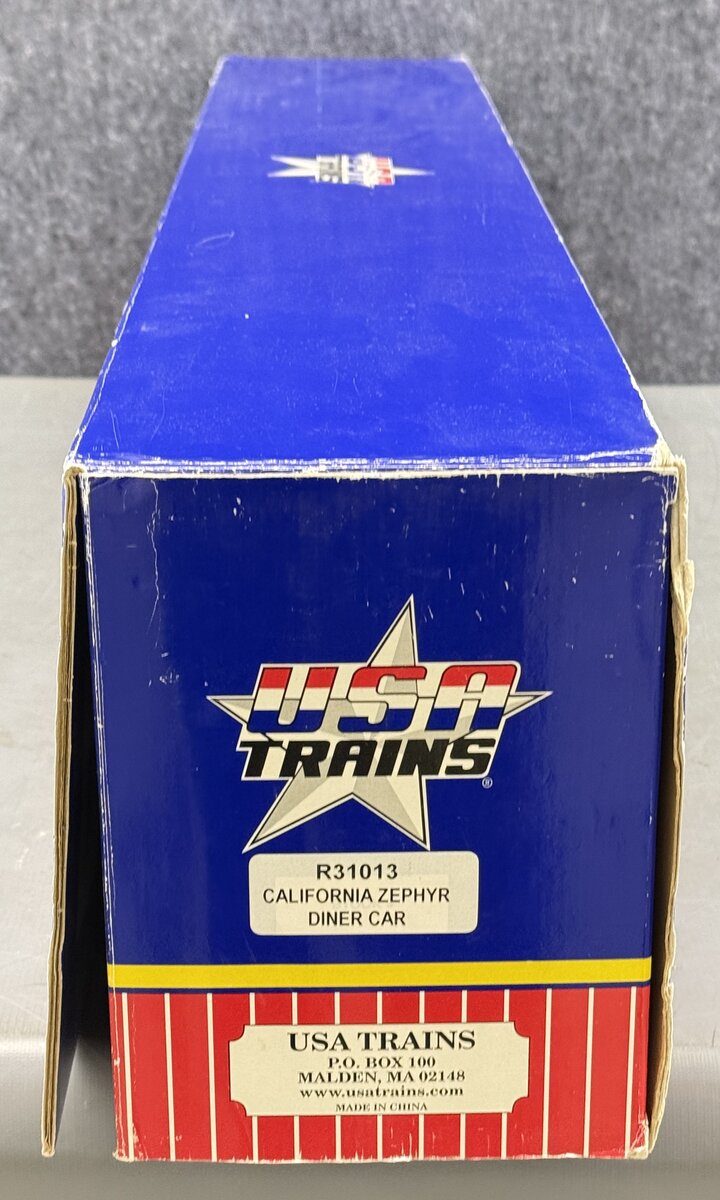 USA
TRAINS®
R31013
CALIFORNIA ZEPHYR
DINER CAR
USA TRAINS
P.O. BOX 100
MALDEN, MA 02148
www.usatrains.com
MADE IN CHINA